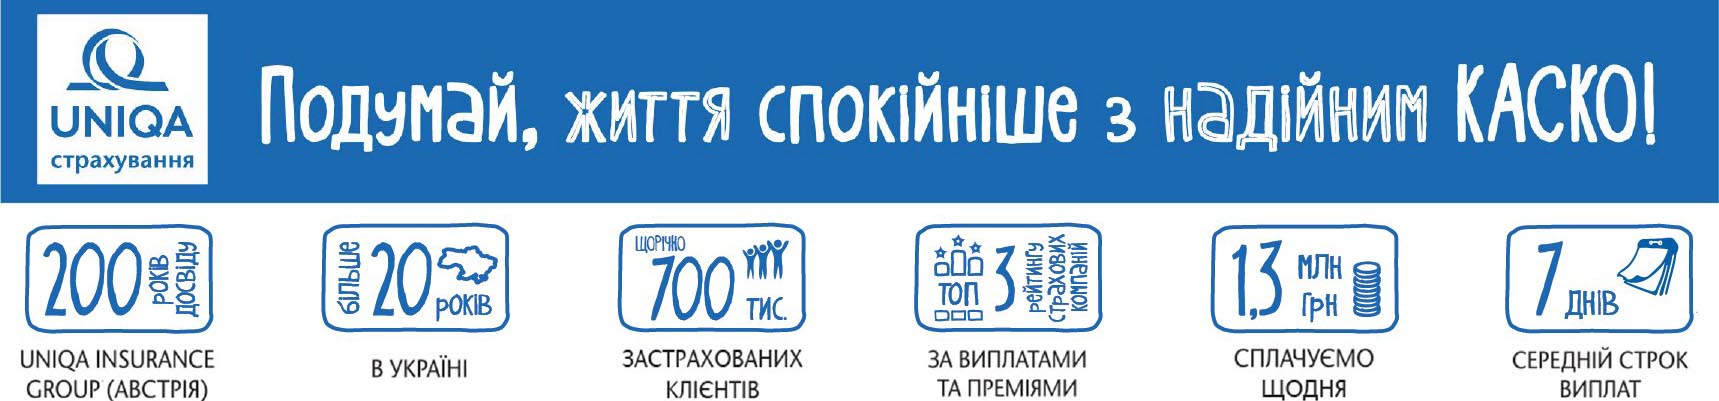 UNIQA
страхування
Подумай, життя спокійніше з надійним КАСКО!
200 РОКІВ ДОСВІДУ
UNIQA INSURANCE
GROUP (АВСТРІЯ)
БІЛЬШЕ 20 РОКІВ
В УКРАЇНІ
ЩОРІЧНО
700 ТИС.
ЗАСТРАХОВАНИХ
КЛІЄНТІВ
ТОП 3 РЕЙТИНГУ СТРАХОВИХ КОМПАНІЙ
ЗА ВИПЛАТАМИ
ТА ПРЕМІЯМИ
1,3 МЛН
ГРН
СПЛАЧУЄМО
ЩОДНЯ
7 ДНІВ
СЕРЕДНІЙ СТРОК
ВИПЛАТ